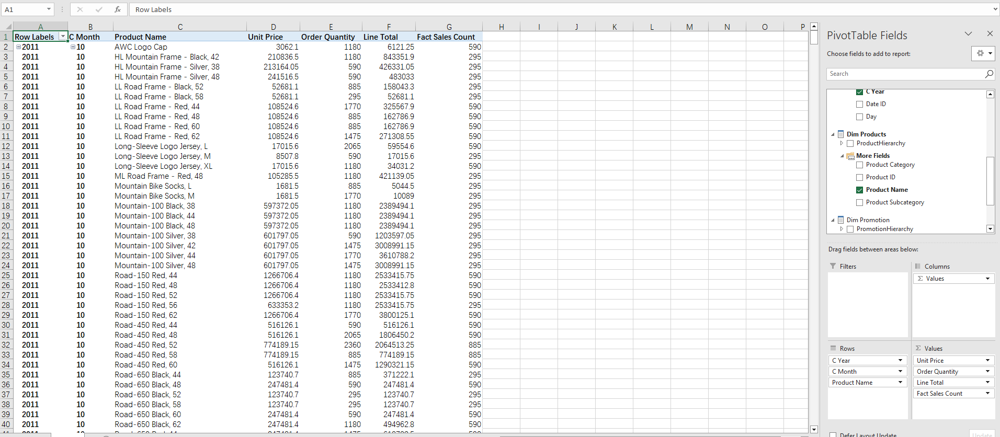 A1 fx Row Labels
A B C D E F G H I J K L M N O P
1 Row Labels C Month Product Name Unit Price Order Quantity Line Total Fact Sales Count
2 2011 10 AWC Logo Cap 3062.1 1180 6121.25 590
3 2011 10 HL Mountain Frame - Black, 42 210836.5 1180 843351.9 295
4 2011 10 HL Mountain Frame - Silver, 38 213164.05 590 426331.05 295
5 2011 10 HL Mountain Frame - Silver, 48 241516.5 590 483033 295
6 2011 10 LL Road Frame - Black, 52 52681.1 885 158043.3 295
7 2011 10 LL Road Frame - Black, 58 52681.1 295 52681.1 295
8 2011 10 LL Road Frame - Red, 44 108524.6 1770 325567.9 590
9 2011 10 LL Road Frame - Red, 48 108524.6 885 162786.9 590
10 2011 10 LL Road Frame - Red, 60 108524.6 885 162786.9 590
11 2011 10 LL Road Frame - Red, 62 108524.6 1475 271308.55 590
12 2011 10 Long-Sleeve Logo Jersey, L 17015.6 2065 59554.6 590
13 2011 10 Long-Sleeve Logo Jersey, M 8507.8 590 17015.6 295
14 2011 10 Long-Sleeve Logo Jersey, XL 17015.6 1180 34031.2 590
15 2011 10 ML Road Frame - Red, 48 105285.5 1180 421139.05 295
16 2011 10 Mountain Bike Socks, L 1681.5 885 5044.5 295
17 2011 10 Mountain Bike Socks, M 1681.5 1770 10089 295
18 2011 10 Mountain-100 Black, 38 597372.05 1180 2389494.1 295
19 2011 10 Mountain-100 Black, 44 597372.05 1180 2389494.1 295
20 2011 10 Mountain-100 Black, 48 597372.05 1180 2389494.1 295
21 2011 10 Mountain-100 Silver, 38 601797.05 590 1203597.05 295
22 2011 10 Mountain-100 Silver, 42 601797.05 1475 3008991.15 295
23 2011 10 Mountain-100 Silver, 44 601797.05 1770 3610788.2 295
24 2011 10 Mountain-100 Silver, 48 601797.05 1475 3008991.15 295
25 2011 10 Road-150 Red, 44 1266706.4 1180 2533415.75 590
26 2011 10 Road-150 Red, 48 1266706.4 1180 2533412.8 590
27 2011 10 Road-150 Red, 52 1266706.4 1180 2533415.75 590
28 2011 10 Road-150 Red, 56 633353.2 1180 2533415.75 295
29 2011 10 Road-150 Red, 62 1266706.4 1770 3800125.1 590
30 2011 10 Road-450 Red, 44 516126.1 590 516126.1 590
31 2011 10 Road-450 Red, 48 516126.1 2065 1806450.2 590
32 2011 10 Road-450 Red, 52 774189.15 2360 2064513.25 885
33 2011 10 Road-450 Red, 58 774189.15 885 774189.15 885
34 2011 10 Road-450 Red, 60 516126.1 1475 1290321.15 590
35 2011 10 Road-650 Black, 44 123740.7 885 371222.1 295
36 2011 10 Road-650 Black, 48 247481.4 590 247481.4 590
37 2011 10 Road-650 Black, 52 123740.7 295 123740.7 295
38 2011 10 Road-650 Black, 58 123740.7 295 123740.7 295
39 2011 10 Road-650 Black, 60 247481.4 590 247481.4 590
40 2011 10 Road-650 Black, 62 247481.4 1180 494962.8 590
PivotTable Fields
Choose fields to add to report:
Search
C Year
Date ID
Day
Dim Products
ProductHierarchy
More Fields
Product Category
Product ID
Product Name
Product Subcategory
Dim Promotion
PromotionHierarchy
Drag fields between areas below:
Filters
Columns
Σ Values
Rows
C Year
C Month
Product Name
Σ Values
Unit Price
Order Quantity
Line Total
Fact Sales Count
Defer Layout Update
Update